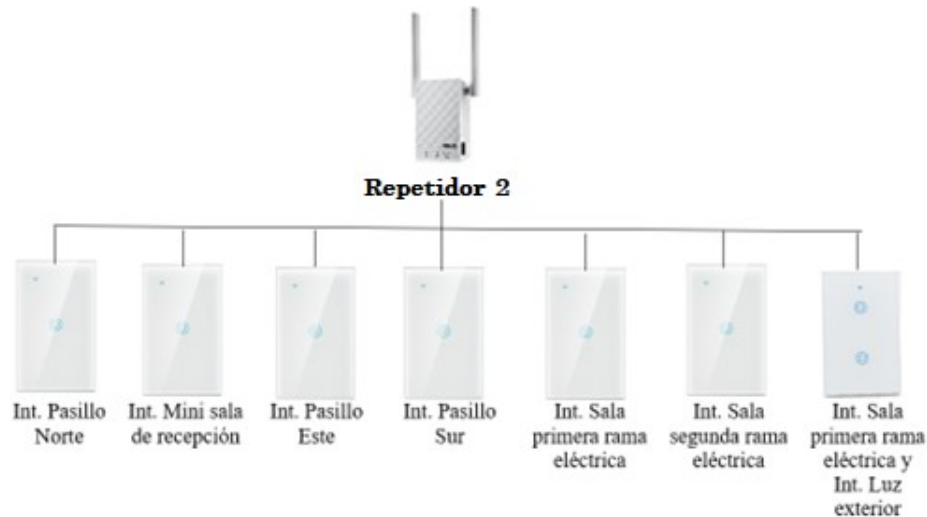 Repetidor 2
Int. Pasillo
Norte
Int. Mini sala
de recepción
Int. Pasillo
Este
Int. Pasillo
Sur
Int. Sala
primera rama
eléctrica
Int. Sala
segunda rama
eléctrica
Int. Sala
primera rama
eléctrica y
Int. Luz
exterior